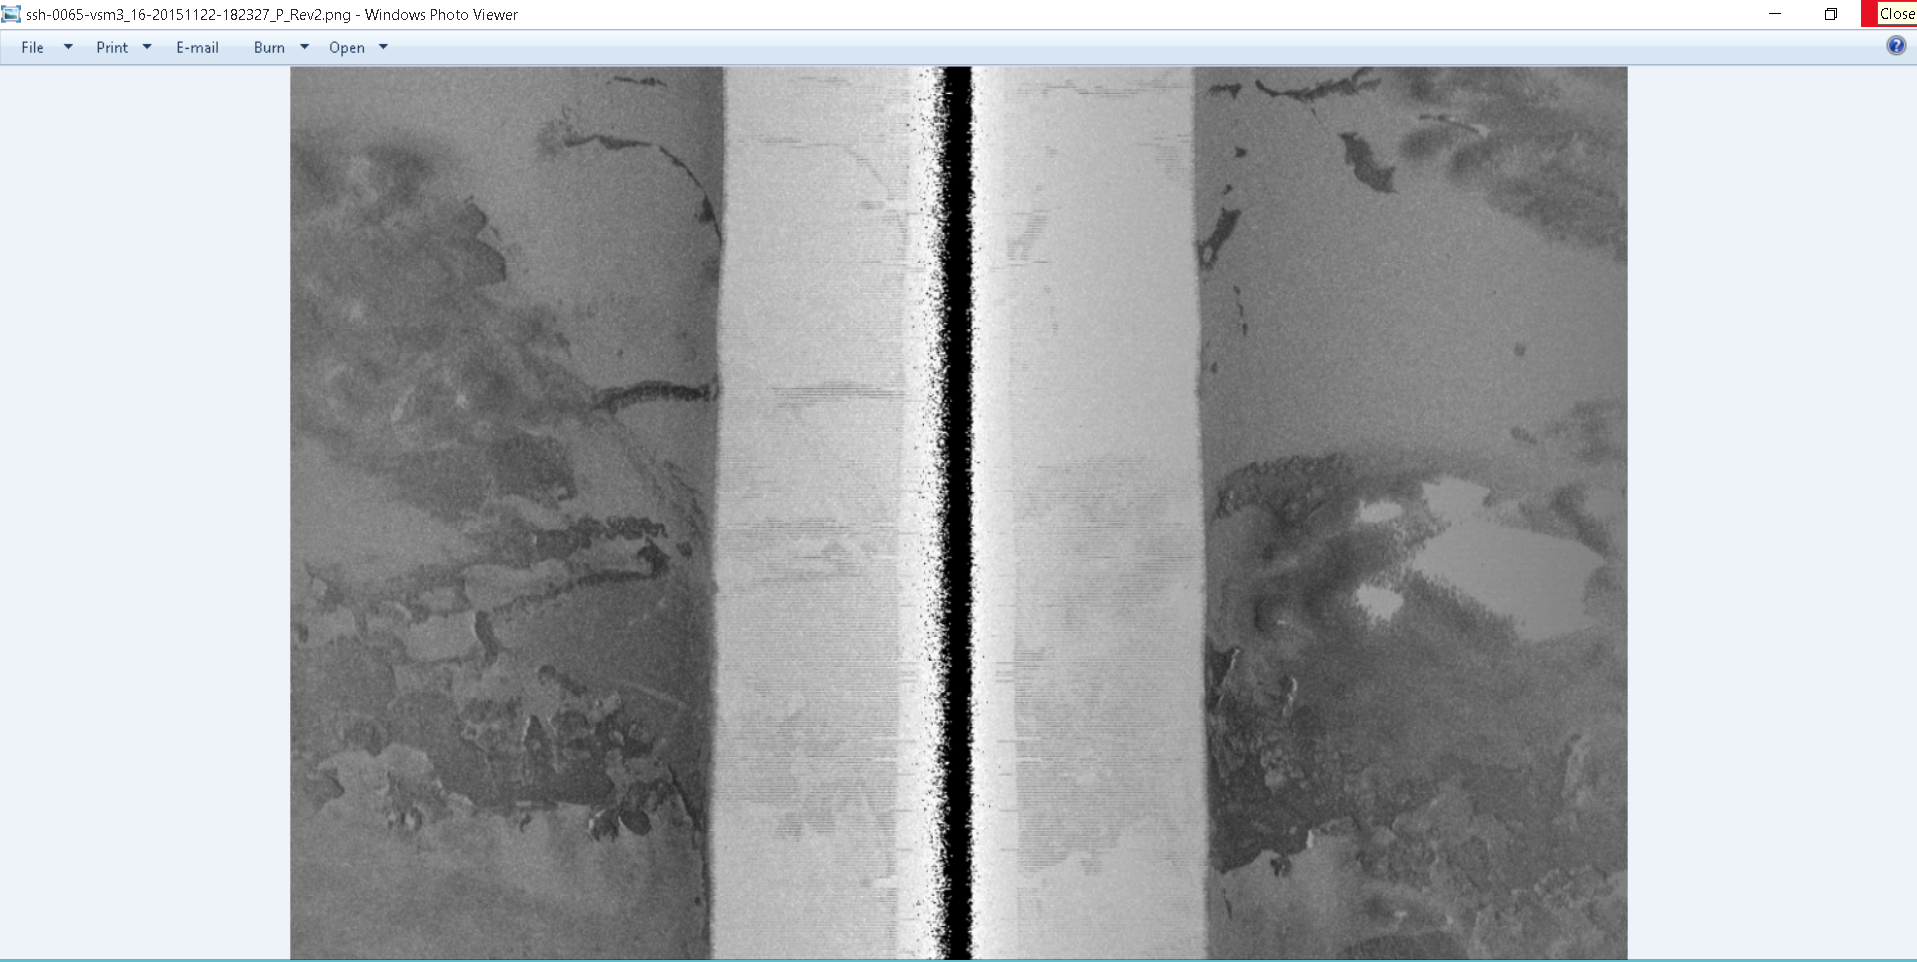 ssh-0065-vsm3_16-20151122-182327_P_Rev2.png - Windows Photo Viewer
Close
File Print E-mail Burn Open
?